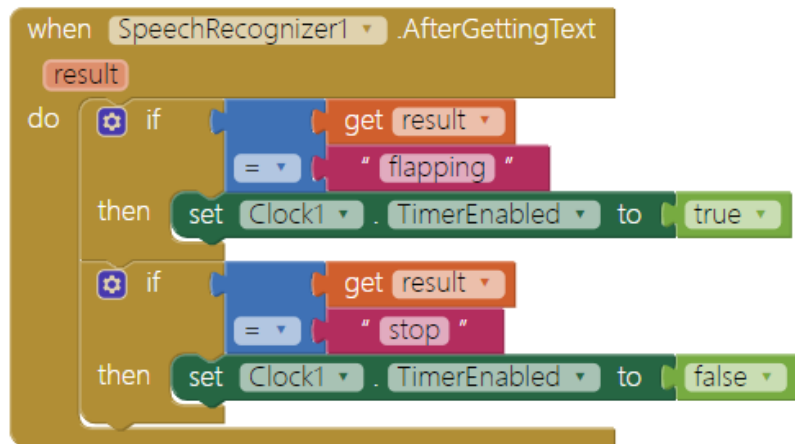 when SpeechRecognizer1 .AfterGettingText
result
do if get result
= " flapping "
then set Clock1 . TimerEnabled to true
if get result
= " stop "
then set Clock1 . TimerEnabled to false